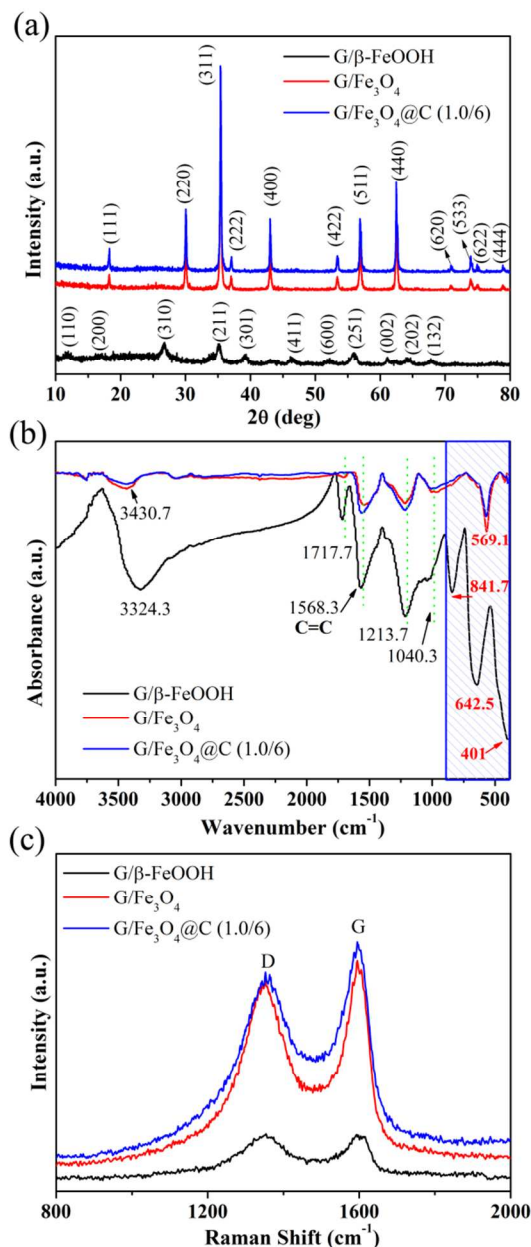 (a)
G/β-FeOOH
G/Fe₃O₄
G/Fe₃O₄@C (1.0/6)
(111)
(220)
(311)
(222)
(400)
(422)
(511)
(440)
(620)
(533)
(622)
(444)
(110)
(200)
(310)
(211)
(301)
(411)
(600)
(251)
(002)
(202)
(132)
Intensity (a.u.)
10 20 30 40 50 60 70 80
2θ (deg)
(b)
3430.7
3324.3
1717.7
1568.3
C=C
1213.7
1040.3
569.1
841.7
642.5
401
G/β-FeOOH
G/Fe₃O₄
G/Fe₃O₄@C (1.0/6)
Absorbance (a.u.)
4000 3500 3000 2500 2000 1500 1000 500
Wavenumber (cm⁻¹)
(c)
G/β-FeOOH
G/Fe₃O₄
G/Fe₃O₄@C (1.0/6)
D
G
Intensity (a.u.)
800 1200 1600 2000
Raman Shift (cm⁻¹)